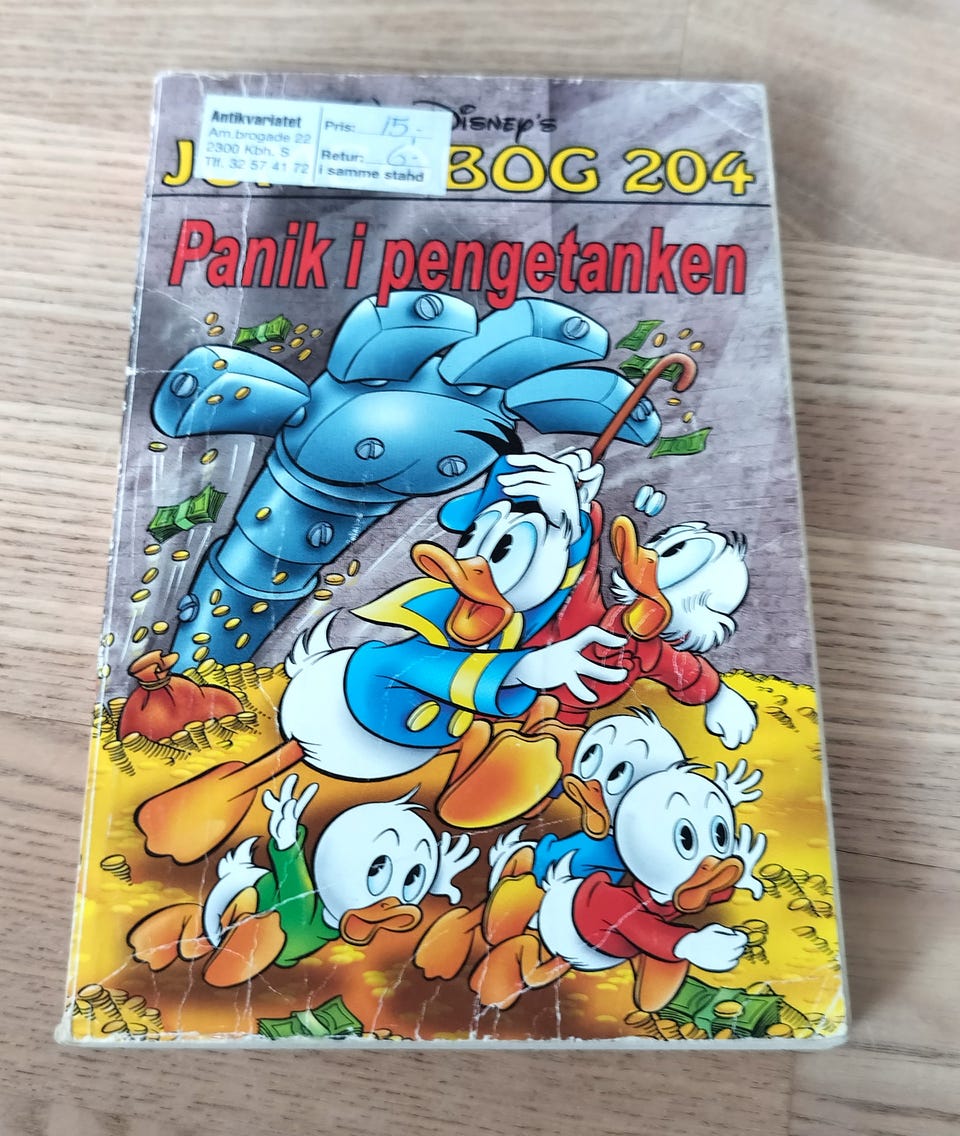 Antikvariatet
Am.brogade 22
2300 Kbh. S
Tlf. 32 57 41 72
Pris: 15,-
Retur: 6,-
i samme stand
Disney's
BOG 204
Panik i pengetanken